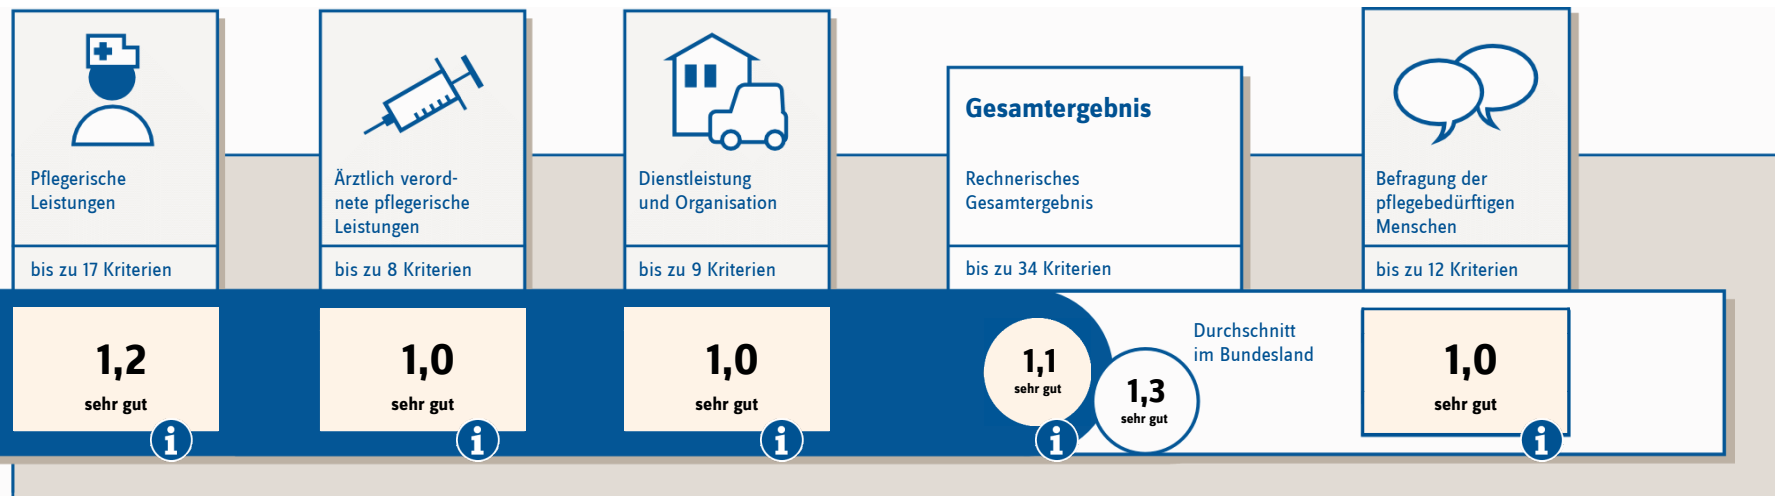 Pflegerische
Leistungen
bis zu 17 Kriterien
1,2
sehr gut
i
Ärztlich verord-
nete pflegerische
Leistungen
bis zu 8 Kriterien
1,0
sehr gut
i
Dienstleistung
und Organisation
bis zu 9 Kriterien
1,0
sehr gut
i
Gesamtergebnis
Rechnerisches
Gesamtergebnis
bis zu 34 Kriterien
1,1
sehr gut
i
1,3
sehr gut
Durchschnitt
im Bundesland
Befragung der
pflegebedürftigen
Menschen
bis zu 12 Kriterien
1,0
sehr gut
i